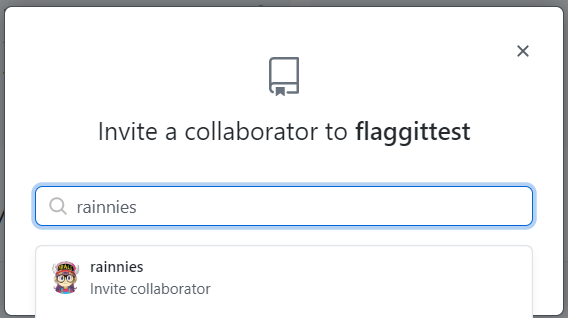 Invite a collaborator to flaggittest
rainnies
rainnies
Invite collaborator